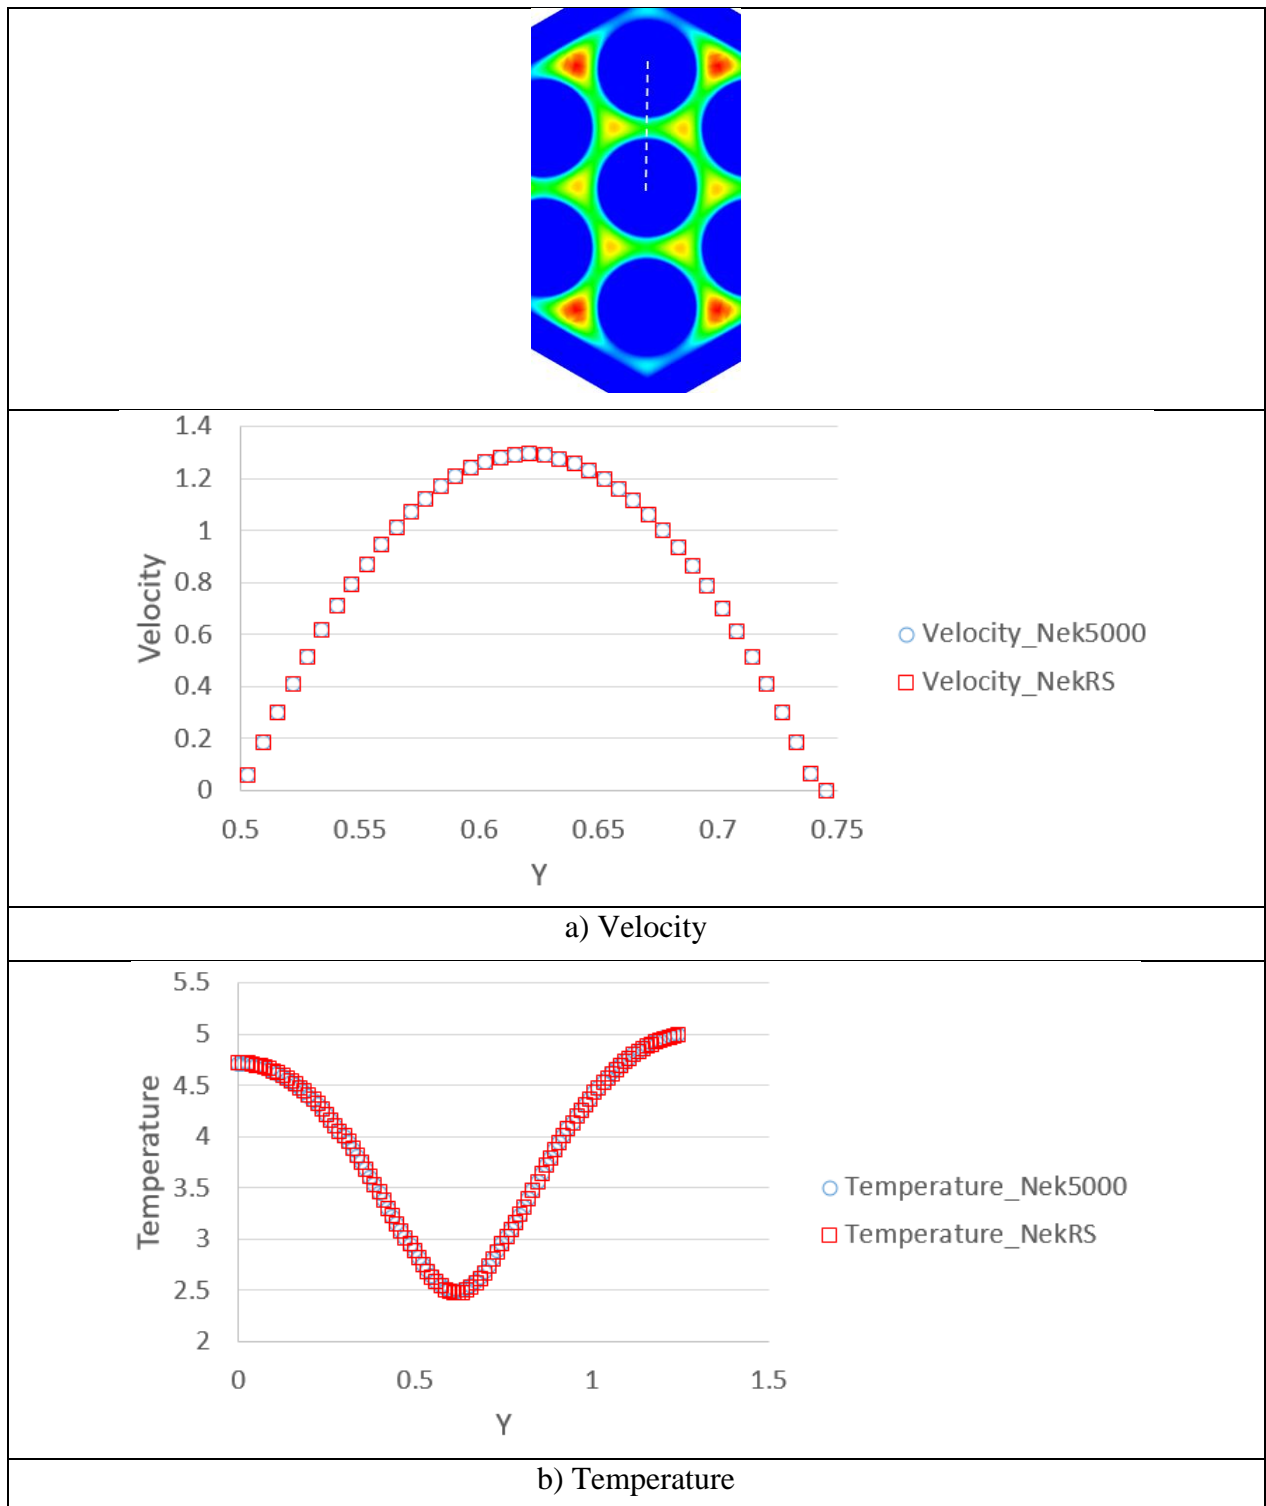 1.4
1.2
1
0.8
0.6
0.4
0.2
0
Velocity
0.5 0.55 0.6 0.65 0.7 0.75
Y
Velocity_Nek5000
Velocity_NekRS
a) Velocity
5.5
5
4.5
4
3.5
3
2.5
2
Temperature
0 0.5 1 1.5
Y
Temperature_Nek5000
Temperature_NekRS
b) Temperature